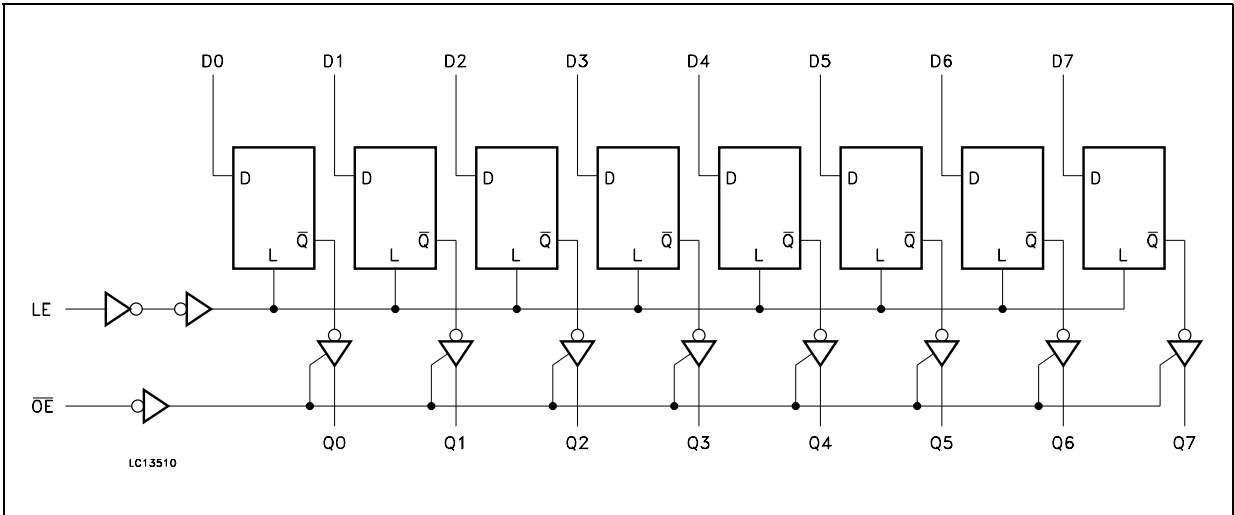 D0 D1 D2 D3 D4 D5 D6 D7
D D D D D D D D
Q̅ Q̅ Q̅ Q̅ Q̅ Q̅ Q̅ Q̅
L L L L L L L L
LE
O̅E̅
Q0 Q1 Q2 Q3 Q4 Q5 Q6 Q7
LC13510